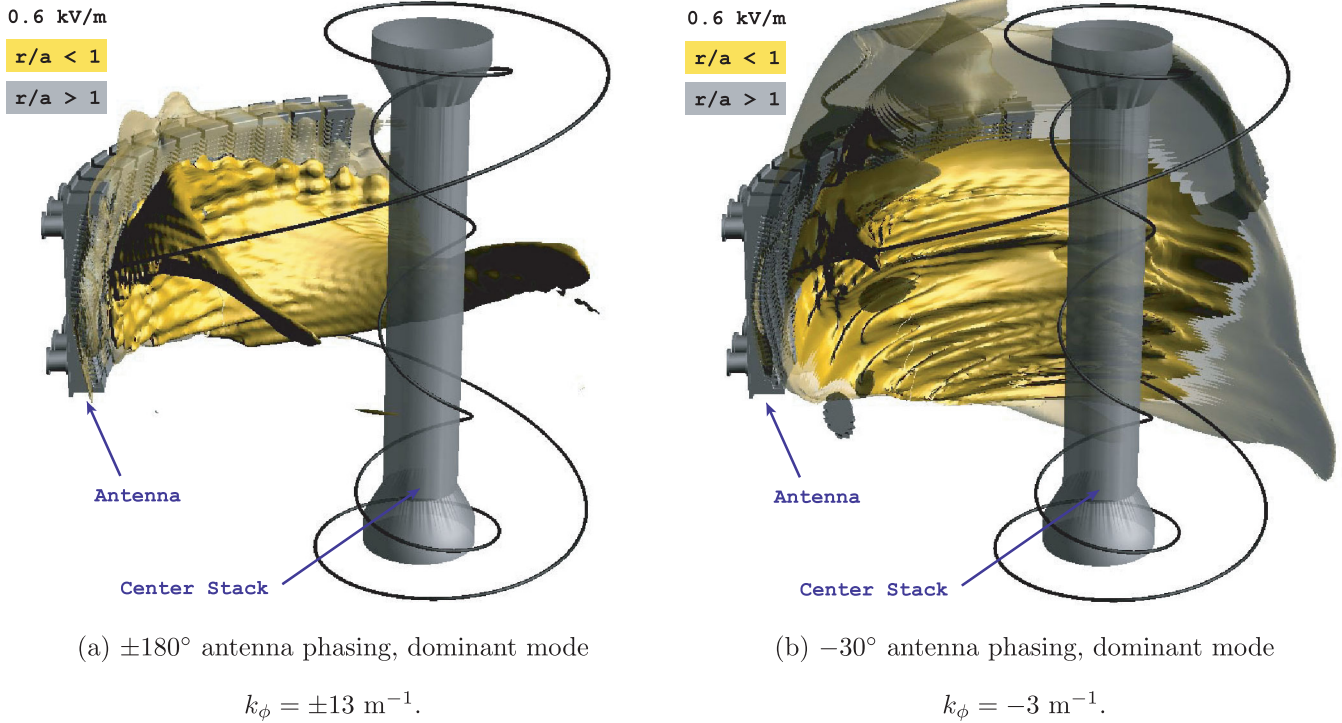 0.6 kV/m
r/a < 1
r/a > 1
Antenna
Center Stack
(a) ±180° antenna phasing, dominant mode
k_ϕ = ±13 m⁻¹.
0.6 kV/m
r/a < 1
r/a > 1
Antenna
Center Stack
(b) −30° antenna phasing, dominant mode
k_ϕ = −3 m⁻¹.